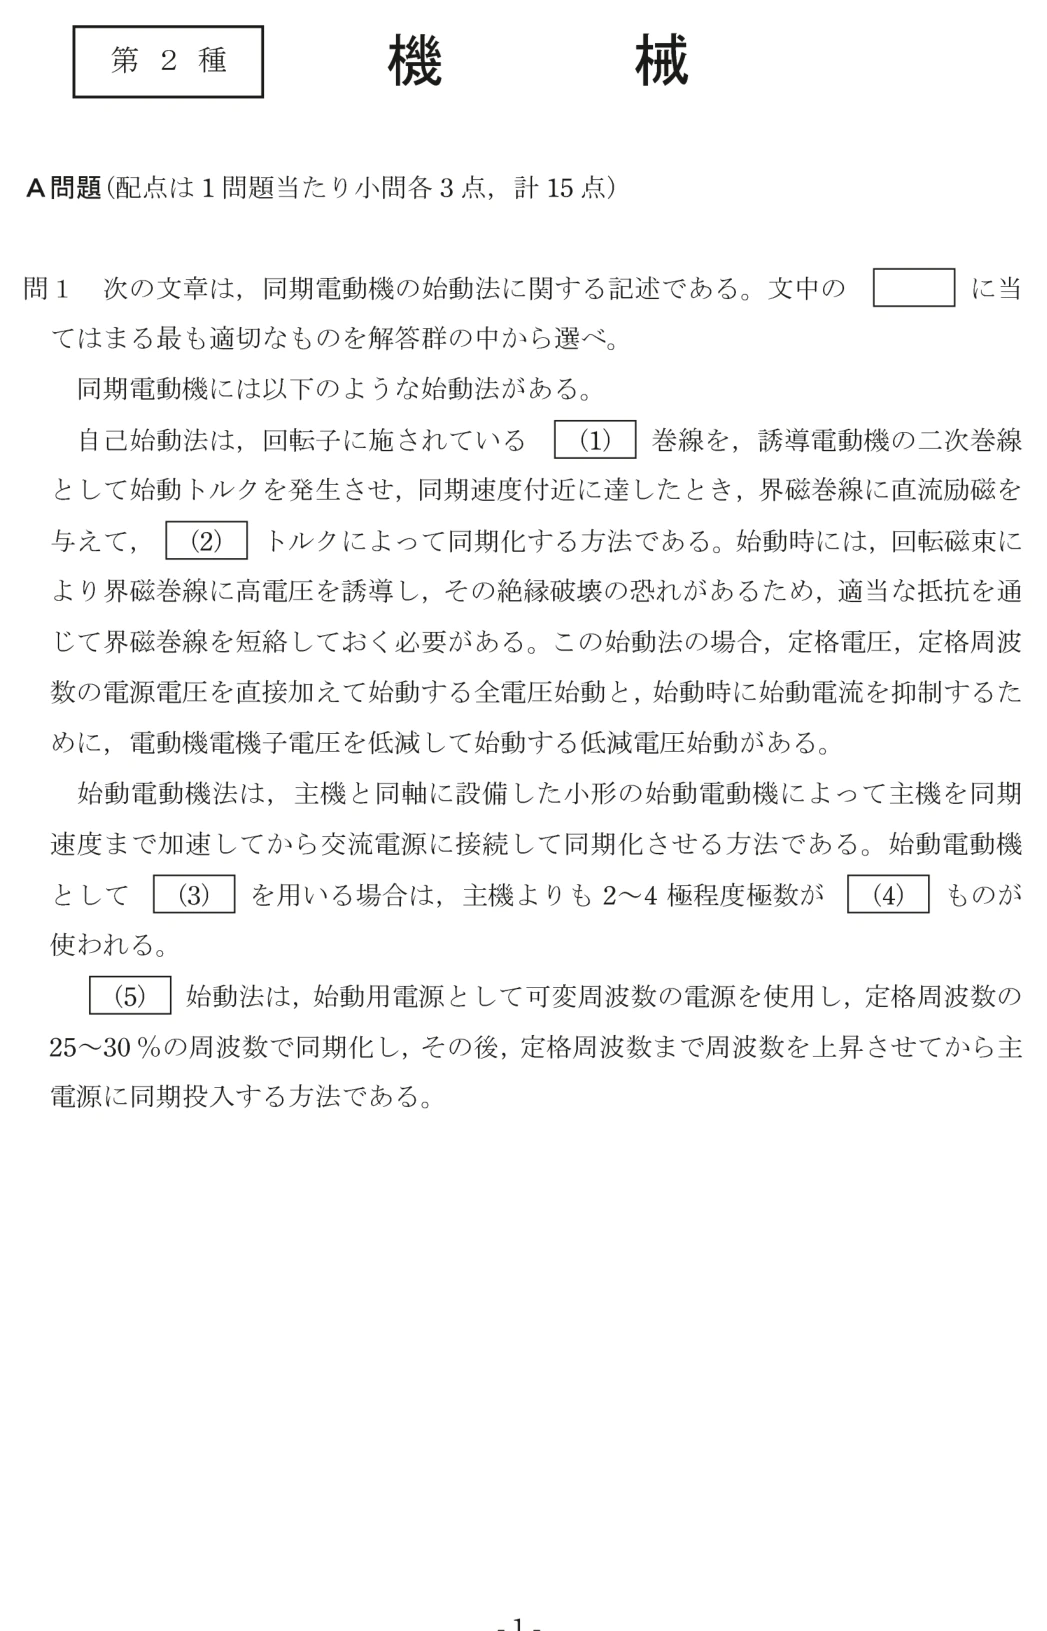 第 2 種
機 械
A問題(配点は1問題当たり小問各3点，計15点)
問1 次の文章は，同期電動機の始動法に関する記述である。文中の に当
てはまる最も適切なものを解答群の中から選べ。
同期電動機には以下のような始動法がある。
自己始動法は，回転子に施されている (1) 巻線を，誘導電動機の二次巻線
として始動トルクを発生させ，同期速度付近に達したとき，界磁巻線に直流励磁を
与えて， (2) トルクによって同期化する方法である。始動時には，回転磁束に
より界磁巻線に高電圧を誘導し，その絶縁破壊の恐れがあるため，適当な抵抗を通
じて界磁巻線を短絡しておく必要がある。この始動法の場合，定格電圧，定格周波
数の電源電圧を直接加えて始動する全電圧始動と，始動時に始動電流を抑制するた
めに，電動機電機子電圧を低減して始動する低減電圧始動がある。
始動電動機法は，主機と同軸に設備した小形の始動電動機によって主機を同期
速度まで加速してから交流電源に接続して同期化させる方法である。始動電動機
として (3) を用いる場合は，主機よりも 2～4 極程度極数が (4) ものが
使われる。
(5) 始動法は，始動用電源として可変周波数の電源を使用し，定格周波数の
25～30 %の周波数で同期化し，その後，定格周波数まで周波数を上昇させてから主
電源に同期投入する方法である。
- 1 -